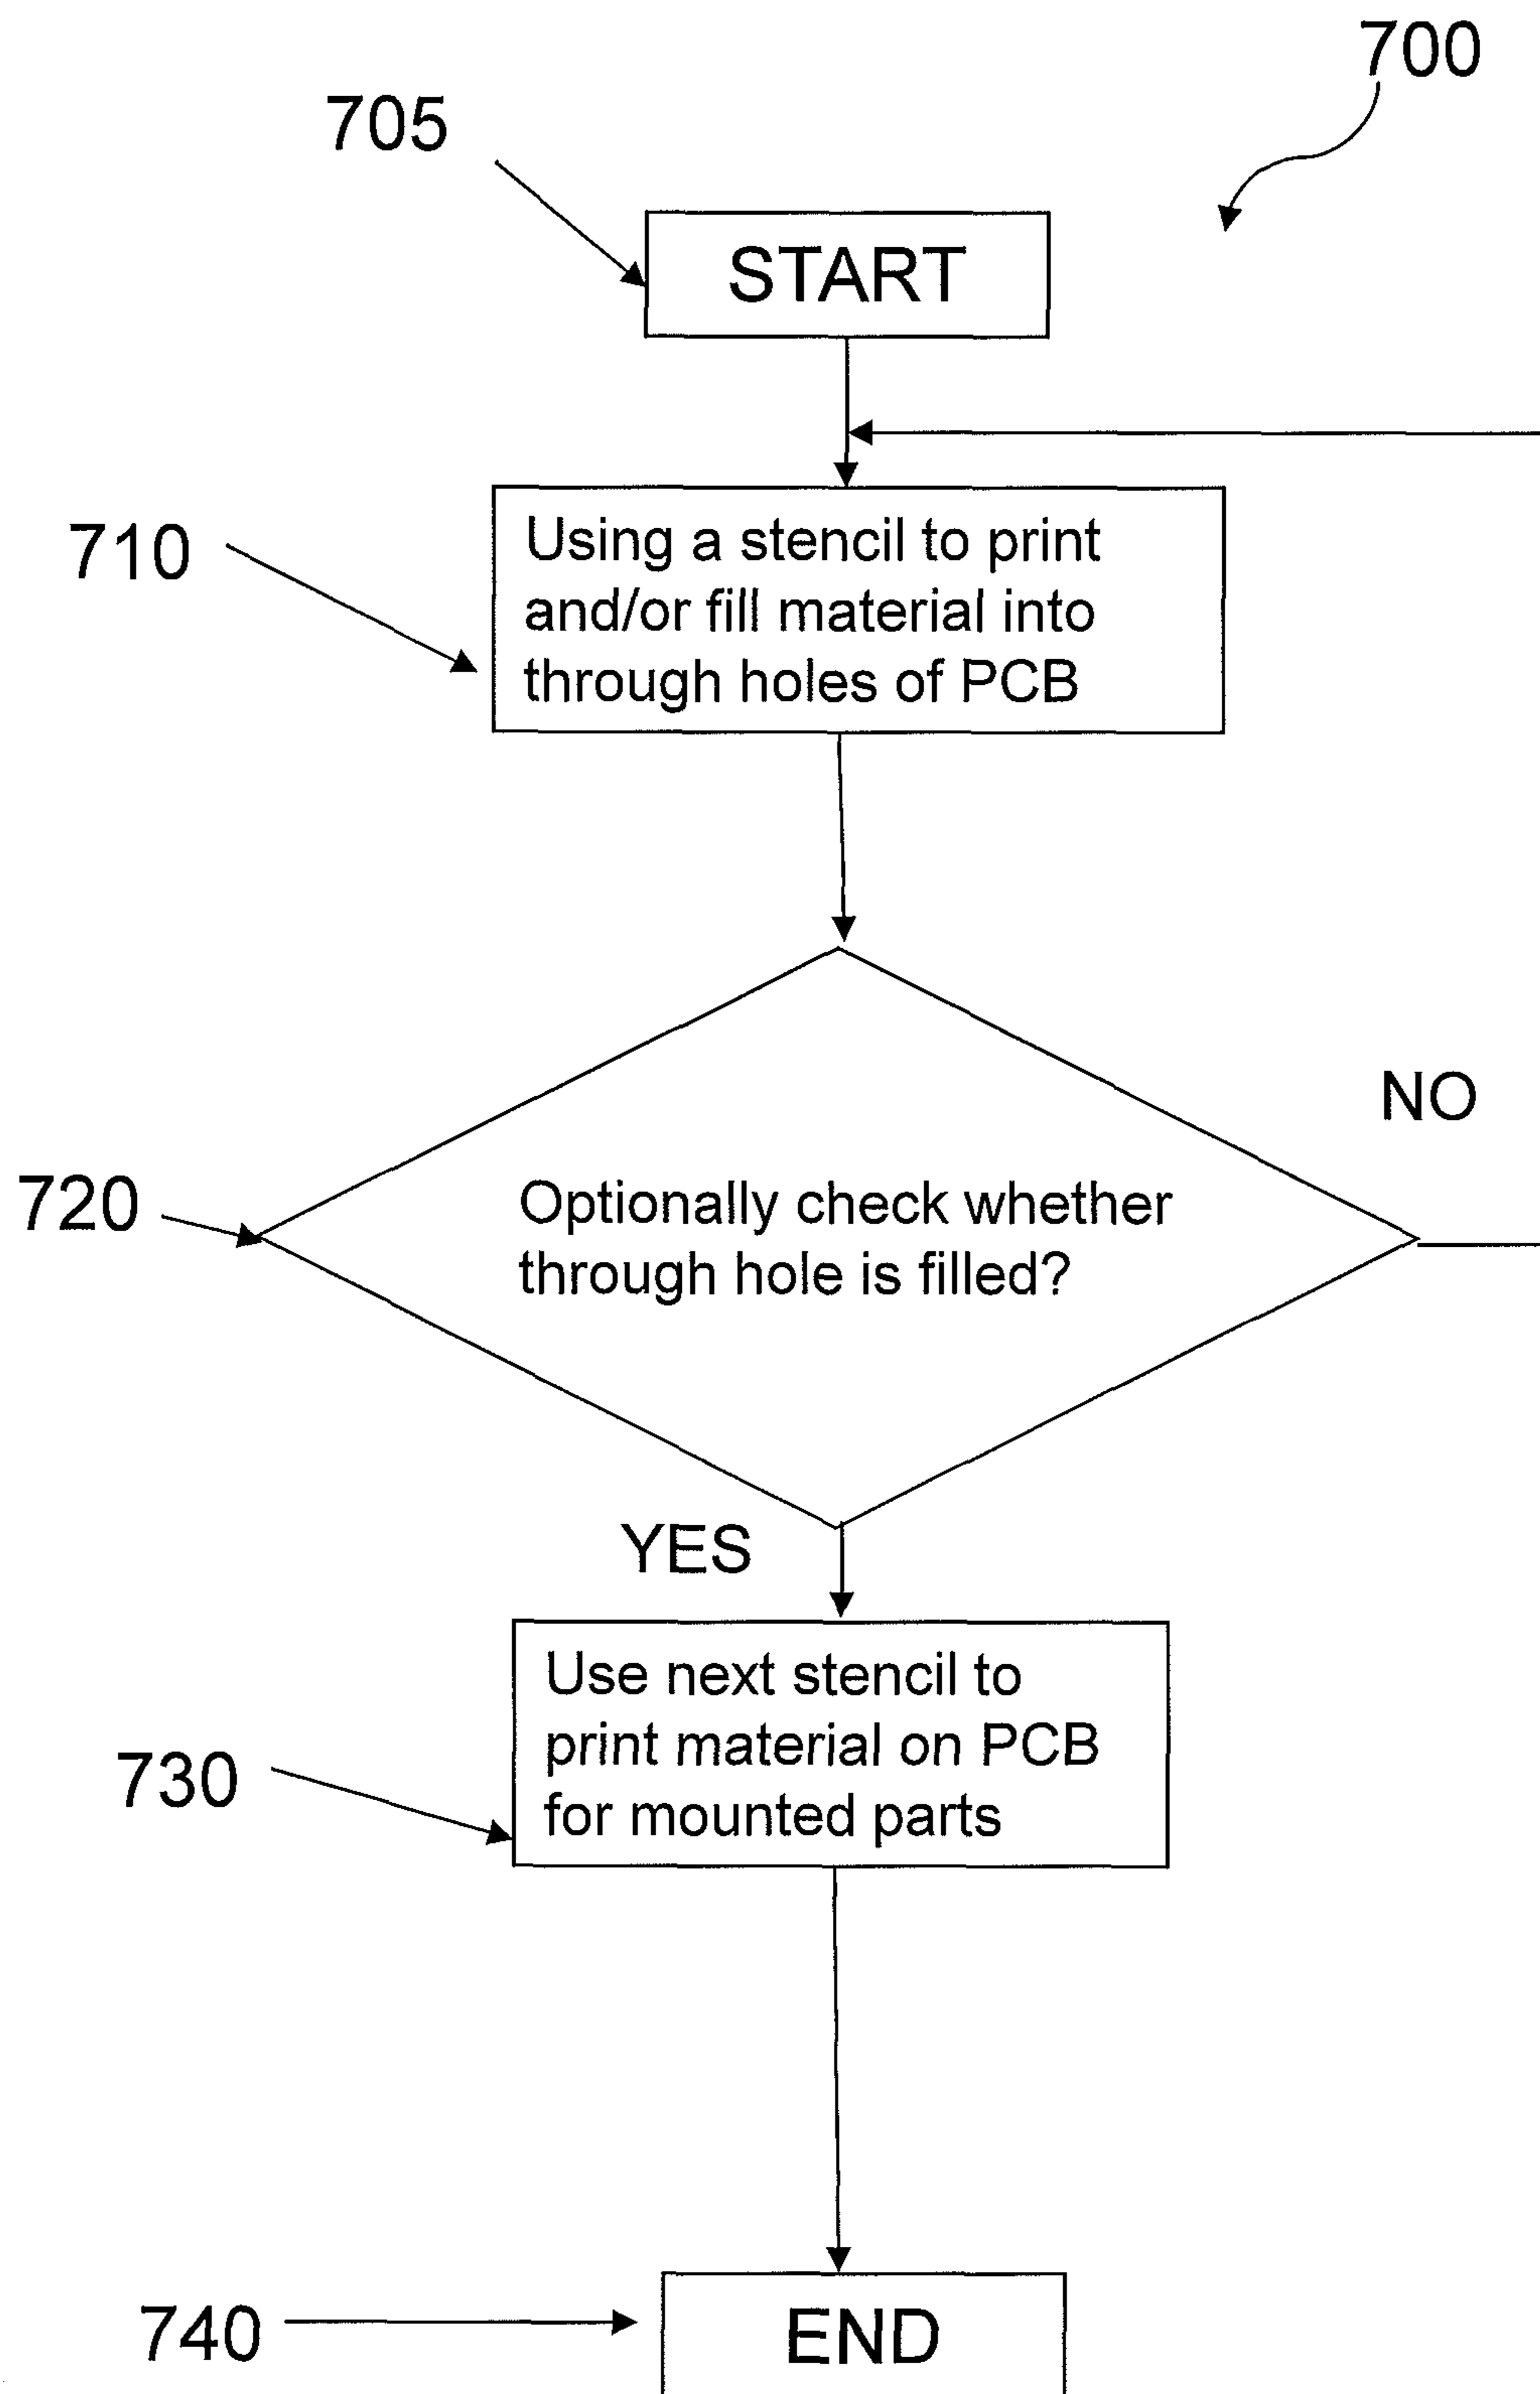 700
705
START
710
Using a stencil to print
and/or fill material into
through holes of PCB
NO
720
Optionally check whether
through hole is filled?
YES
730
Use next stencil to
print material on PCB
for mounted parts
740
END